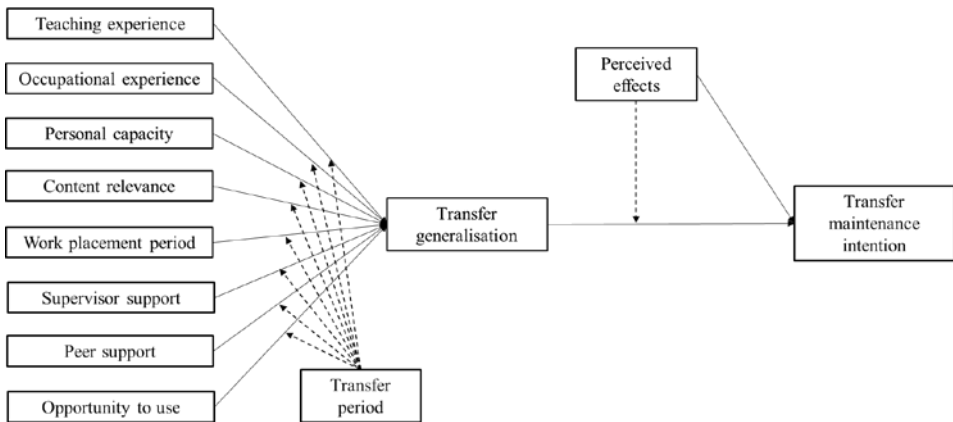 Teaching experience
Occupational experience
Personal capacity
Content relevance
Work placement period
Supervisor support
Peer support
Opportunity to use
Transfer
period
Transfer
generalisation
Perceived
effects
Transfer
maintenance
intention